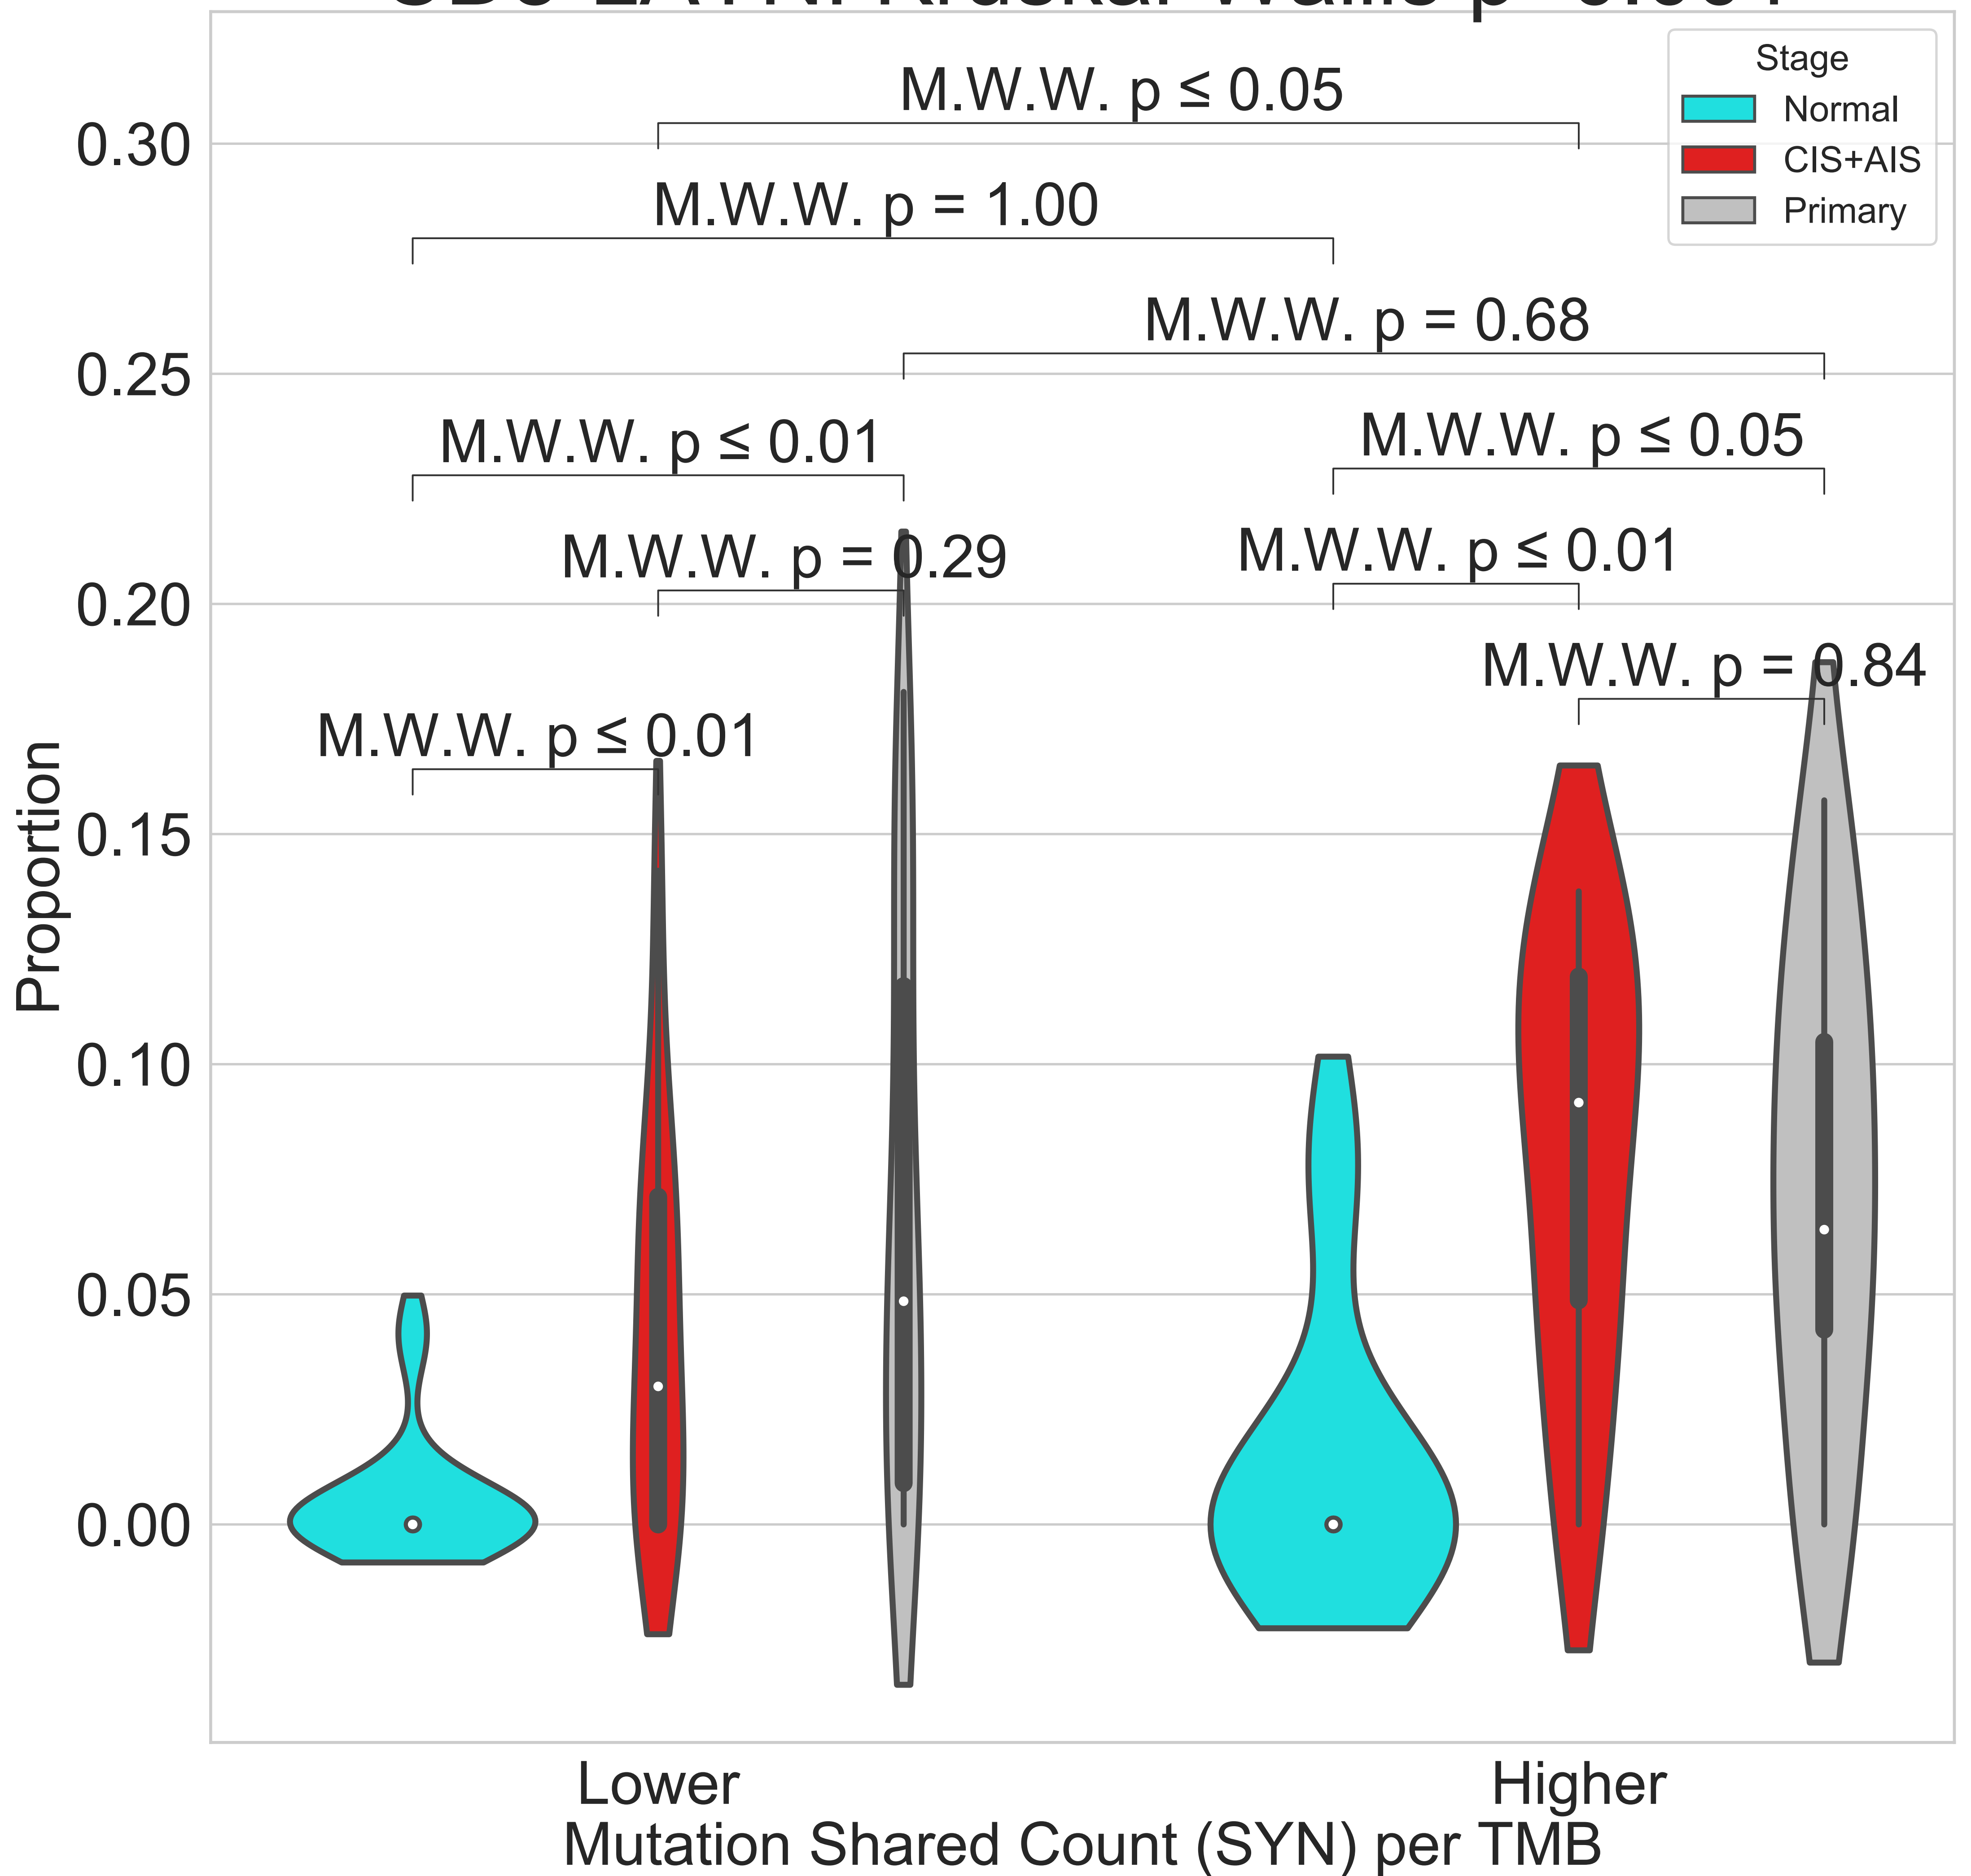 Stage
Normal
CIS+AIS
Primary
M.W.W. p ≤ 0.05
M.W.W. p = 1.00
M.W.W. p = 0.68
M.W.W. p ≤ 0.01
M.W.W. p ≤ 0.05
M.W.W. p = 0.29
M.W.W. p ≤ 0.01
M.W.W. p = 0.84
M.W.W. p ≤ 0.01
0.30
0.25
0.20
0.15
0.10
0.05
0.00
Proportion
Lower
Higher
Mutation Shared Count (SYN) per TMB